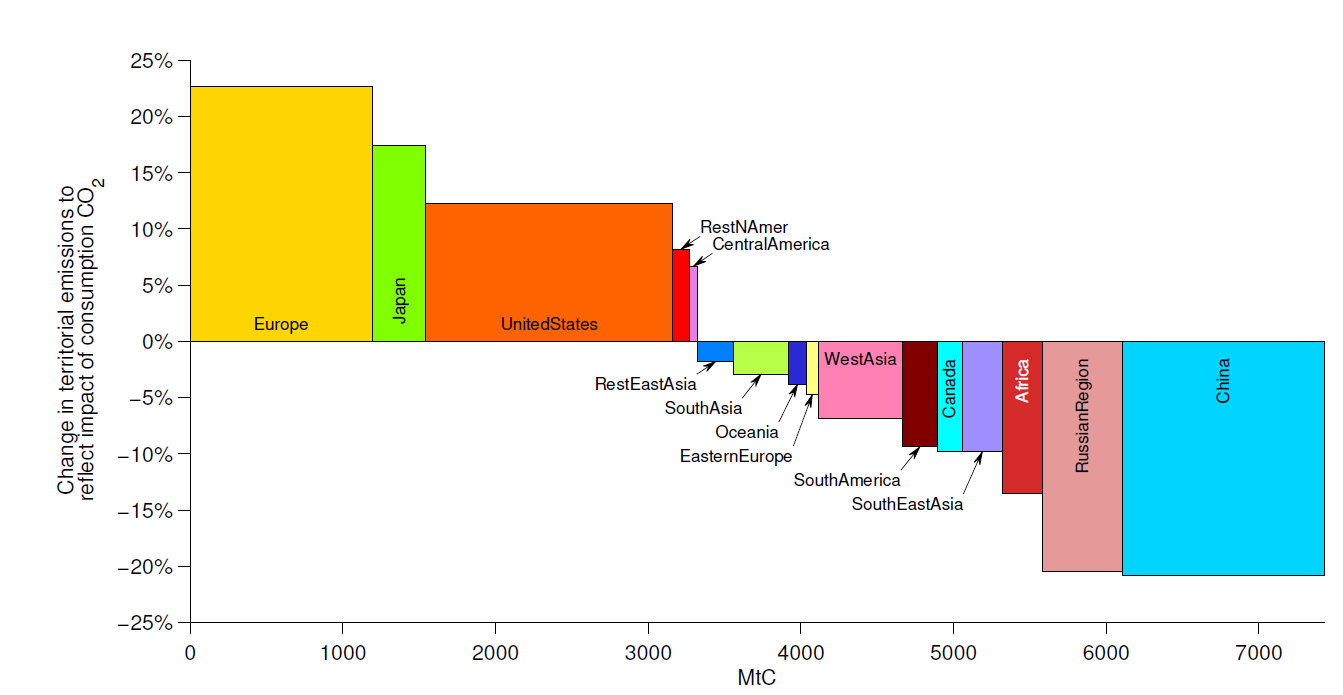 25%
20%
15%
10%
5%
0%
−5%
−10%
−15%
−20%
−25%
Change in territorial emissions to
reflect impact of consumption CO2
Europe
Japan
UnitedStates
RestNAmer
CentralAmerica
RestEastAsia
SouthAsia
Oceania
EasternEurope
WestAsia
SouthAmerica
Canada
SouthEastAsia
Africa
RussianRegion
China
0 1000 2000 3000 4000 5000 6000 7000
MtC